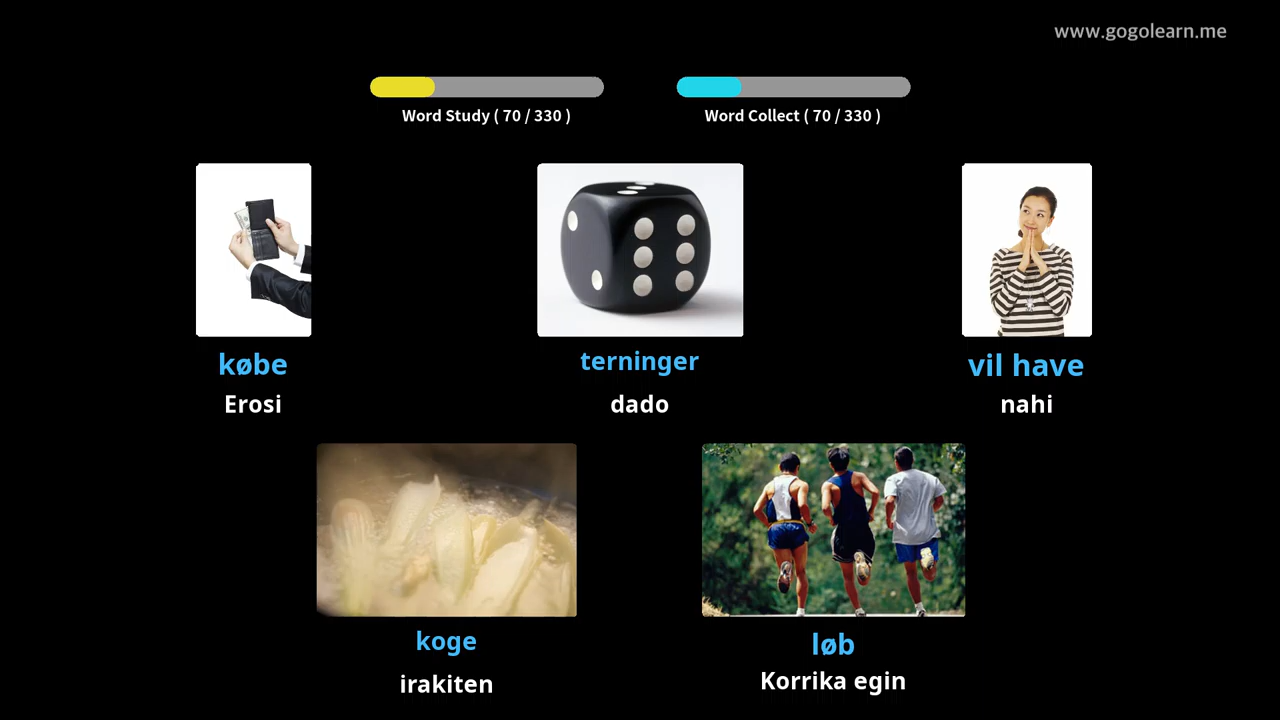 www.gogolearn.me
Word Study ( 70 / 330 )
Word Collect ( 70 / 330 )
købe
terninger
vil have
Erosi
dado
nahi
koge
løb
irakiten
Korrika egin